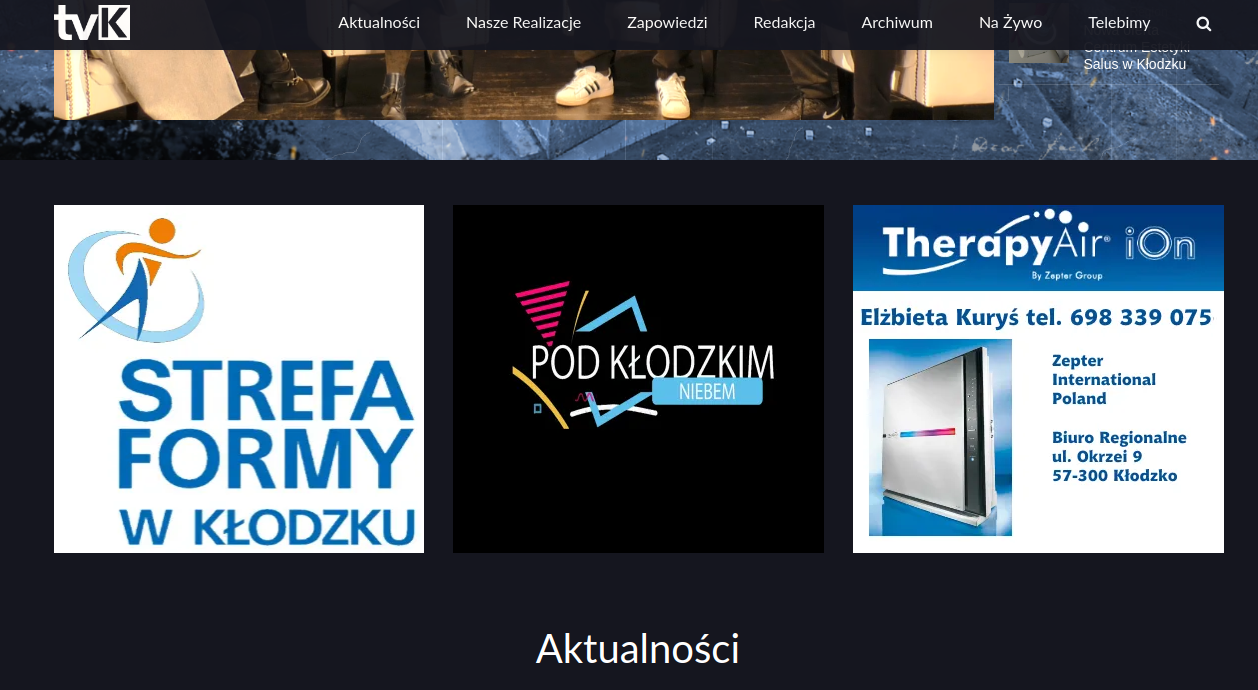 tvK
Aktualności
Nasze Realizacje
Zapowiedzi
Redakcja
Archiwum
Na Żywo
Telebimy
Centrum Estetyki
Salus w Kłodzku
STREFA
FORMY
W KŁODZKU
POD KŁODZKIM
NIEBEM
TherapyAir® iOn
By Zepter Group
Elżbieta Kuryś tel. 698 339 075
Zepter
International
Poland
Biuro Regionalne
ul. Okrzei 9
57-300 Kłodzko
Aktualności